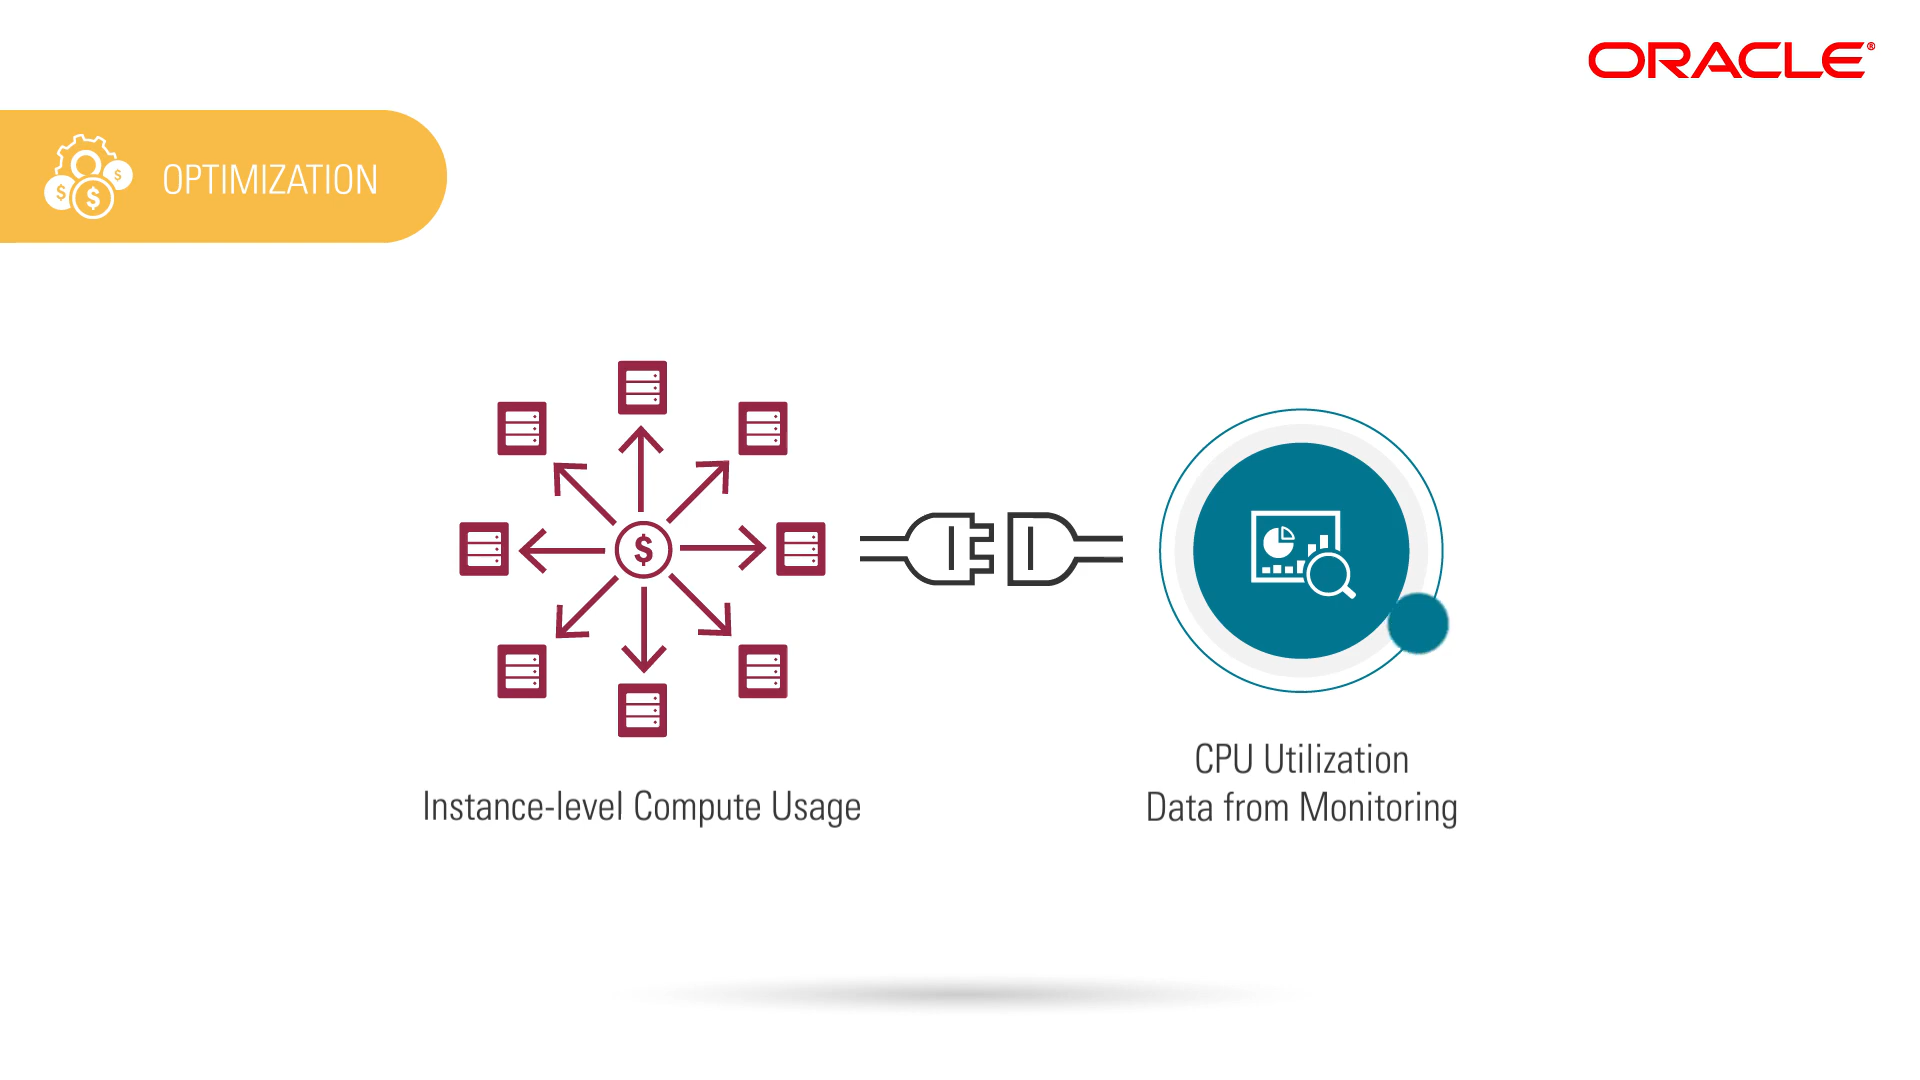 ORACLE®
OPTIMIZATION
$ $ $
$
Instance-level Compute Usage
CPU Utilization
Data from Monitoring